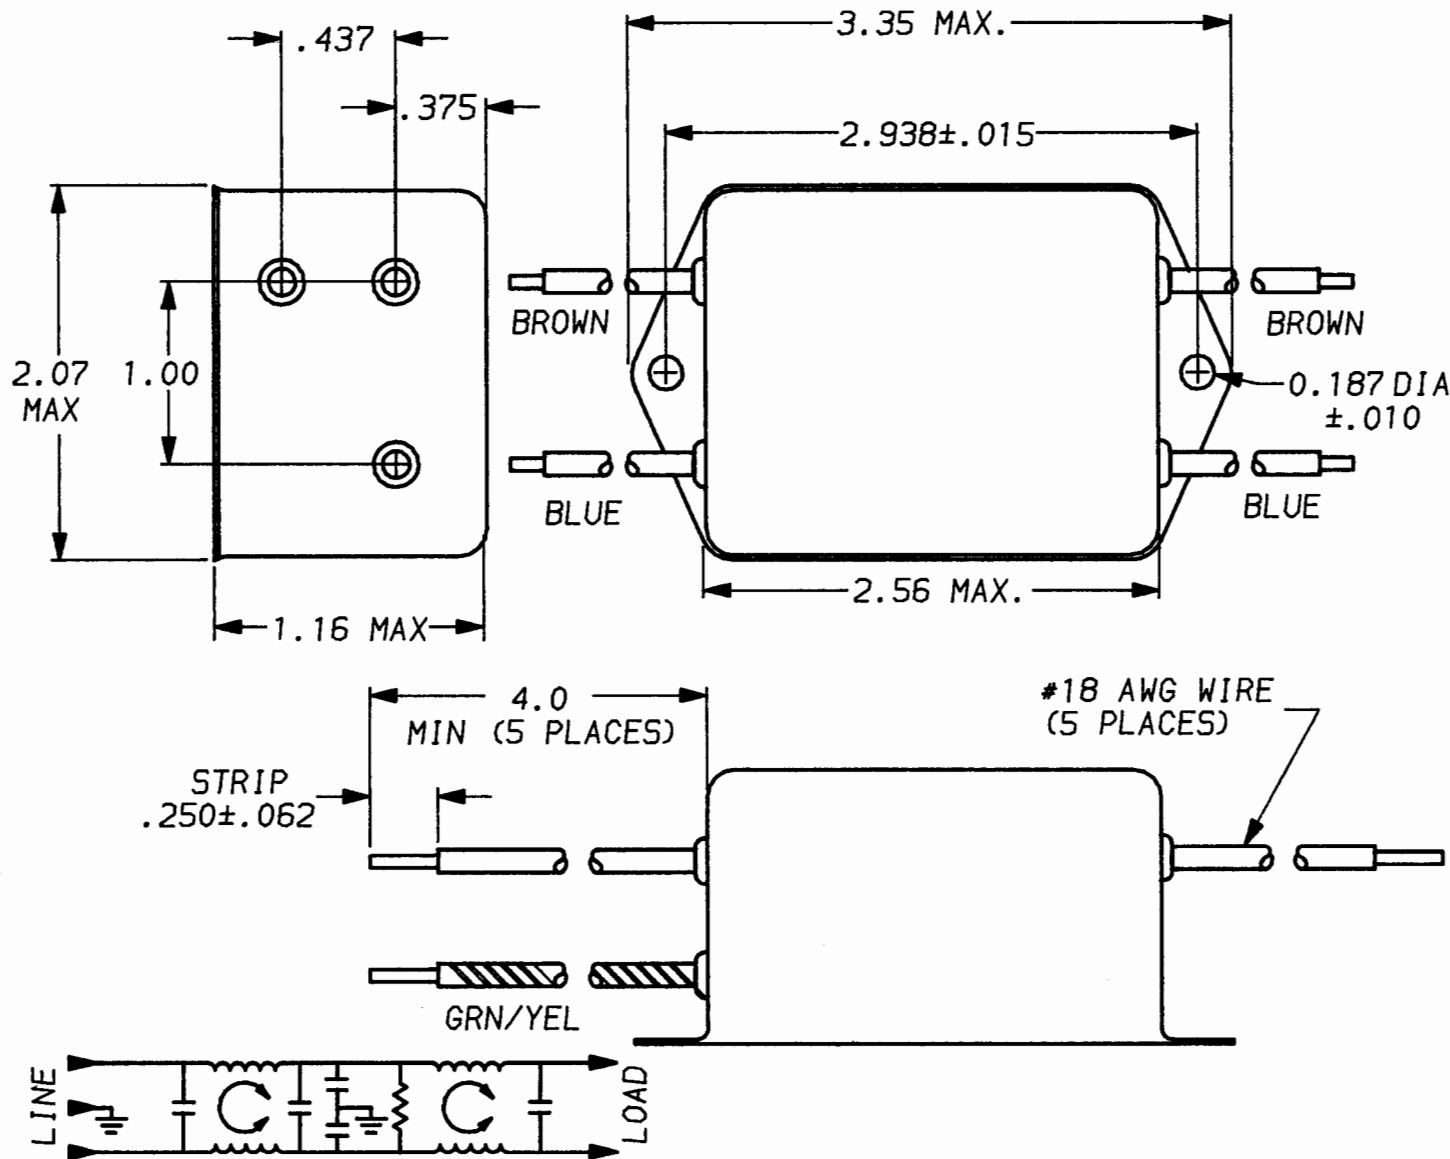 .437
3.35 MAX.
.375
2.938±.015
BROWN
BROWN
2.07
MAX
1.00
0.187 DIA
±.010
BLUE
BLUE
2.56 MAX.
1.16 MAX
4.0
MIN (5 PLACES)
#18 AWG WIRE
(5 PLACES)
STRIP
.250±.062
GRN/YEL
LINE
LOAD